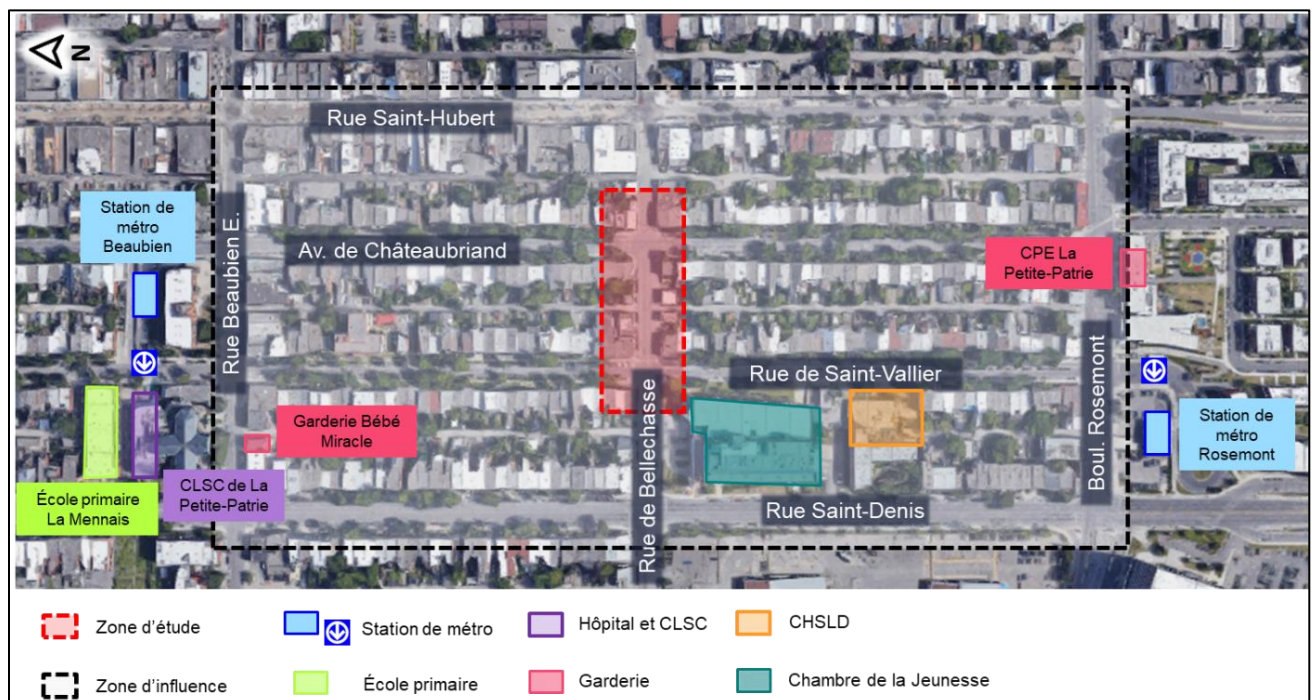 N
Rue Saint-Hubert
Station de
métro
Beaubien
Rue Beaubien E.
Av. de Châteaubriand
CPE La
Petite-Patrie
Rue de Saint-Vallier
Rue de Bellechasse
Boul. Rosemont
Garderie Bébé
Miracle
Station de
métro
Rosemont
École primaire
La Mennais
CLSC de La
Petite-Patrie
Rue Saint-Denis
Zone d'étude
Station de métro
Hôpital et CLSC
CHSLD
Zone d'influence
École primaire
Garderie
Chambre de la Jeunesse